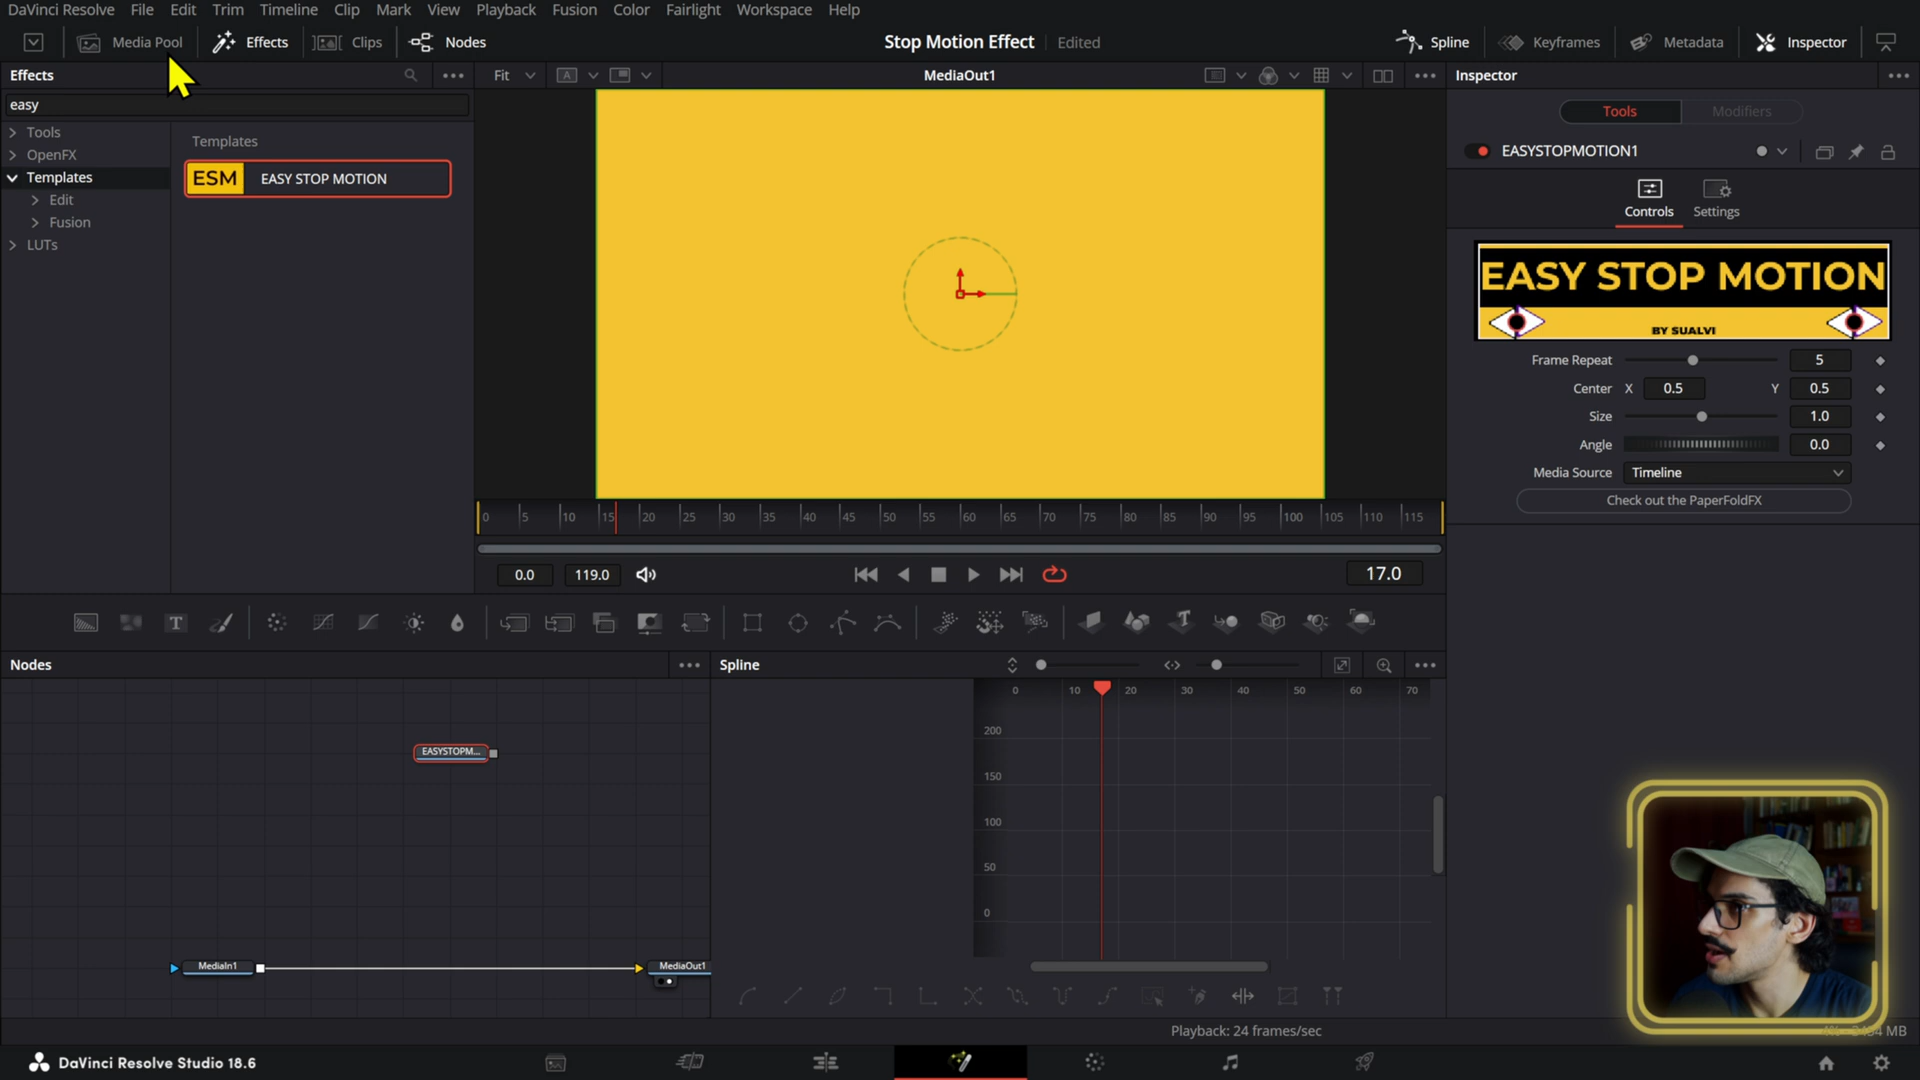 DaVinci Resolve File Edit Trim Timeline Clip Mark View Playback Fusion Color Fairlight Workspace Help
Media Pool Effects Clips Nodes Stop Motion Effect Edited Spline Keyframes Metadata Inspector
Effects Fit A MediaOut1 Inspector
easy
Tools Modifiers
Tools
OpenFX
Templates
Edit
Fusion
LUTs
Templates
ESM EASY STOP MOTION
EASYSTOPMOTION1
Controls Settings
EASY STOP MOTION
BY SUALVI
Frame Repeat 5
Center X 0.5 Y 0.5
Size 1.0
Angle 0.0
Media Source Timeline
Check out the PaperFoldFX
0 5 10 15 20 25 30 35 40 45 50 55 60 65 70 75 80 85 90 95 100 105 110 115
0.0 119.0 17.0
T T
Nodes Spline
0 10 20 30 40 50 60 70
200
150
100
50
0
EASYSTOPM...
MediaIn1 MediaOut1
Playback: 24 frames/sec
MB
DaVinci Resolve Studio 18.6